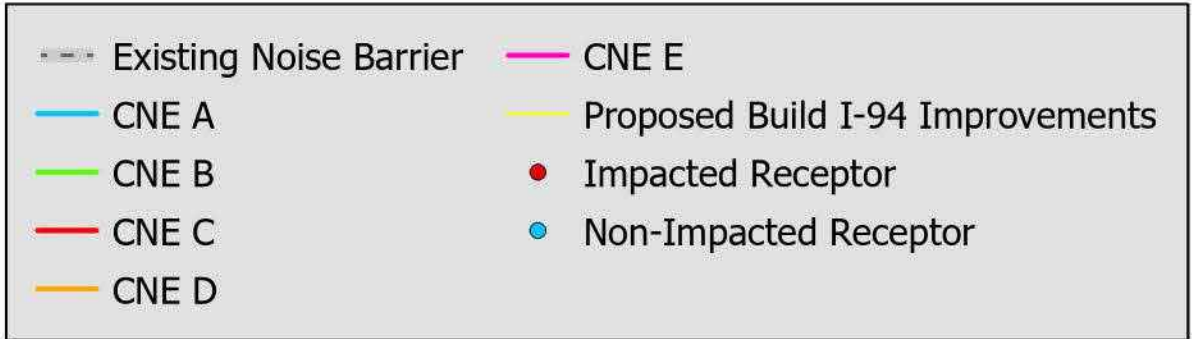 Existing Noise Barrier
CNE A
CNE B
CNE C
CNE D
CNE E
Proposed Build I-94 Improvements
Impacted Receptor
Non-Impacted Receptor